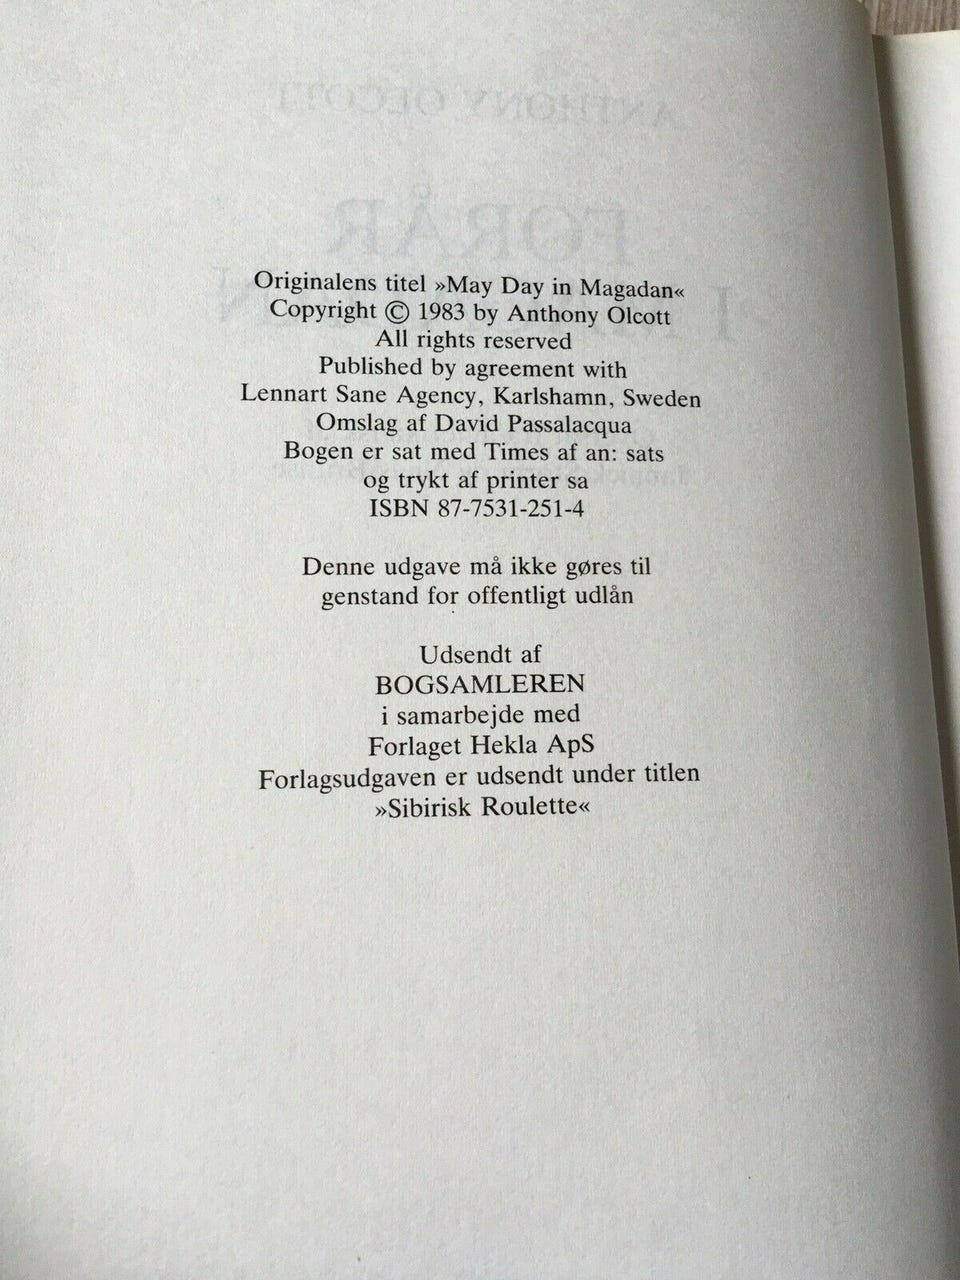 ANTHONY OLCOTT
FORÅR
I
Originalens titel »May Day in Magadan«
Copyright © 1983 by Anthony Olcott
All rights reserved
Published by agreement with
Lennart Sane Agency, Karlshamn, Sweden
Omslag af David Passalacqua
Bogen er sat med Times af an: sats
og trykt af printer sa
ISBN 87-7531-251-4
Denne udgave må ikke gøres til
genstand for offentligt udlån
Udsendt af
BOGSAMLEREN
i samarbejde med
Forlaget Hekla ApS
Forlagsudgaven er udsendt under titlen
»Sibirisk Roulette«